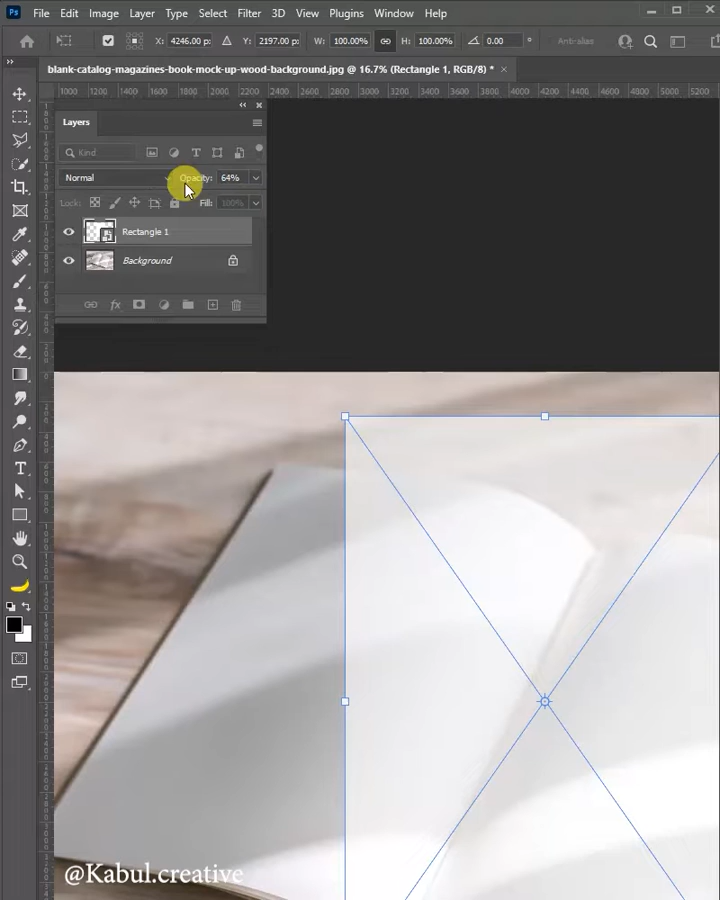 Ps File Edit Image Layer Type Select Filter 3D View Plugins Window Help
X: 4246.00 p: Y: 2197.00 p: W: 100.00% H: 100.00% 0.00 ° Anti-alias:
blank-catalog-magazines-book-mock-up-wood-background.jpg @ 16.7% (Rectangle 1, RGB/8) * ×
1000 1200 1400 1600 1800 2000 2200 2400 2600 2800 3000 3200 3400 3600 3800 4000 4200 4400 4600 4800 5000 5200
Layers
Kind
Normal Opacity: 64%
Lock: Fill: 100%
Rectangle 1
fx
Background
@Kabul.creative